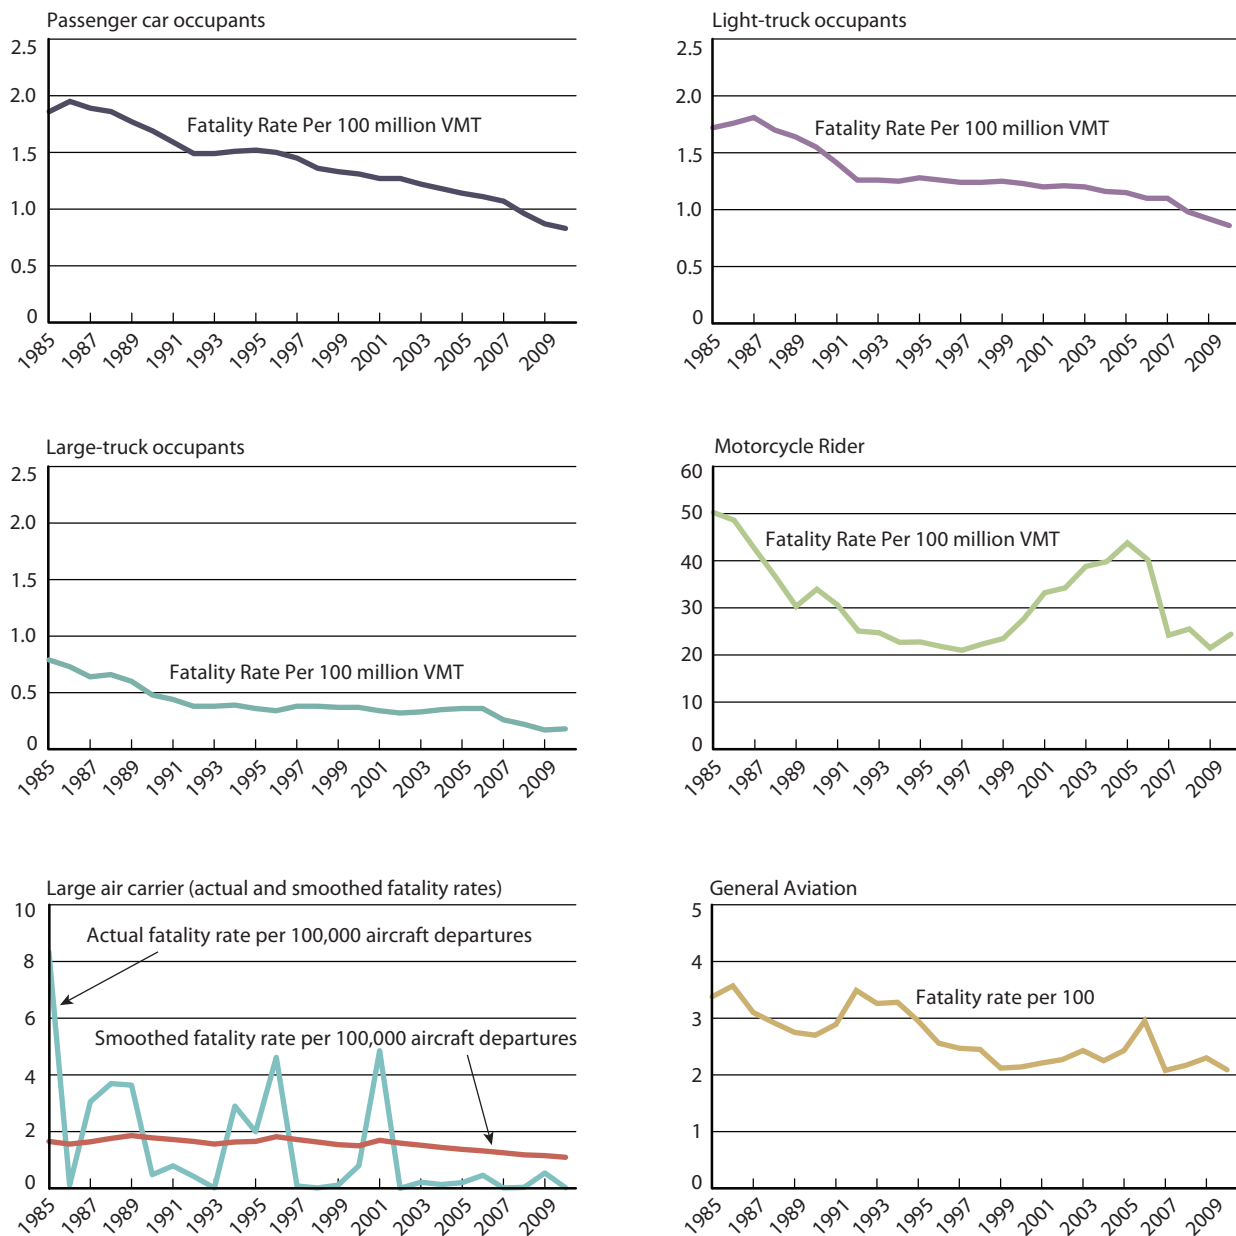 Passenger car occupants
2.5
2.0
1.5
1.0
0.5
0
Fatality Rate Per 100 million VMT
1985 1987 1989 1991 1993 1995 1997 1999 2001 2003 2005 2007 2009
Light-truck occupants
2.5
2.0
1.5
1.0
0.5
0
Fatality Rate Per 100 million VMT
1985 1987 1989 1991 1993 1995 1997 1999 2001 2003 2005 2007 2009
Large-truck occupants
2.5
2.0
1.5
1.0
0.5
0
Fatality Rate Per 100 million VMT
1985 1987 1989 1991 1993 1995 1997 1999 2001 2003 2005 2007 2009
Motorcycle Rider
60
50
40
30
20
10
0
Fatality Rate Per 100 million VMT
1985 1987 1989 1991 1993 1995 1997 1999 2001 2003 2005 2007 2009
Large air carrier (actual and smoothed fatality rates)
10
8
6
4
2
0
Actual fatality rate per 100,000 aircraft departures
Smoothed fatality rate per 100,000 aircraft departures
1985 1987 1989 1991 1993 1995 1997 1999 2001 2003 2005 2007 2009
General Aviation
5
4
3
2
1
0
Fatality rate per 100
1985 1987 1989 1991 1993 1995 1997 1999 2001 2003 2005 2007 2009